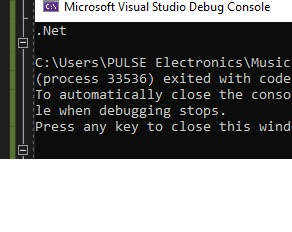 Microsoft Visual Studio Debug Console
.Net
C:\Users\PULSE Electronics\Music
(process 33536) exited with code
To automatically close the conso
le when debugging stops.
Press any key to close this wind